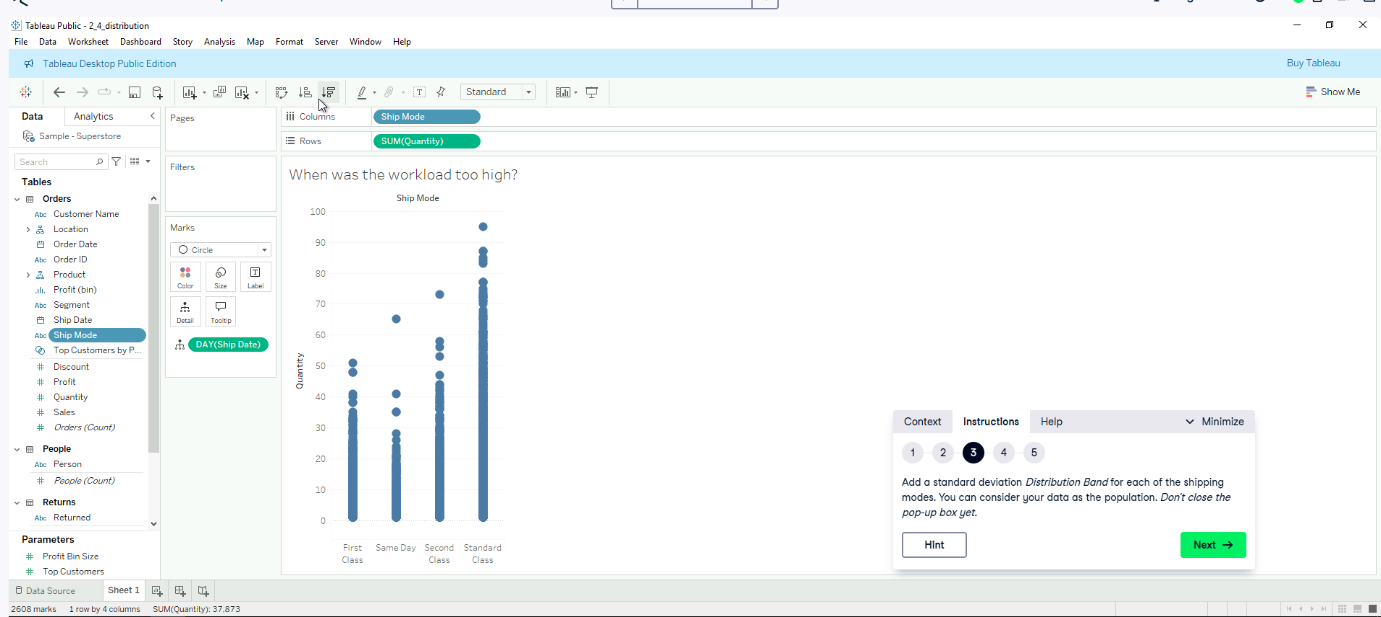 Tableau Public - 2_4_distribution
File Data Worksheet Dashboard Story Analysis Map Format Server Window Help
Tableau Desktop Public Edition
Buy Tableau
Standard
Show Me
Data Analytics
Sample - Superstore
Search
Tables
Orders
Abc Customer Name
Location
Order Date
Abc Order ID
Product
Profit (bin)
Abc Segment
Ship Date
Abc Ship Mode
Top Customers by P...
# Discount
# Profit
# Quantity
# Sales
# Orders (Count)
People
Abc Person
# People (Count)
Returns
Abc Returned
Parameters
# Profit Bin Size
# Top Customers
Pages
Filters
Marks
Circle
Color Size Label
Detail Tooltip
DAY(Ship Date)
Columns Ship Mode
Rows SUM(Quantity)
When was the workload too high?
Ship Mode
100
90
80
70
60
50
40
30
20
10
0
Quantity
First Class
Same Day
Second Class
Standard Class
Context Instructions Help Minimize
1 2 3 4 5
Add a standard deviation Distribution Band for each of the shipping
modes. You can consider your data as the population. Don't close the
pop-up box yet.
Hint
Next →
Data Source Sheet 1
2608 marks 1 row by 4 columns SUM(Quantity): 37,873